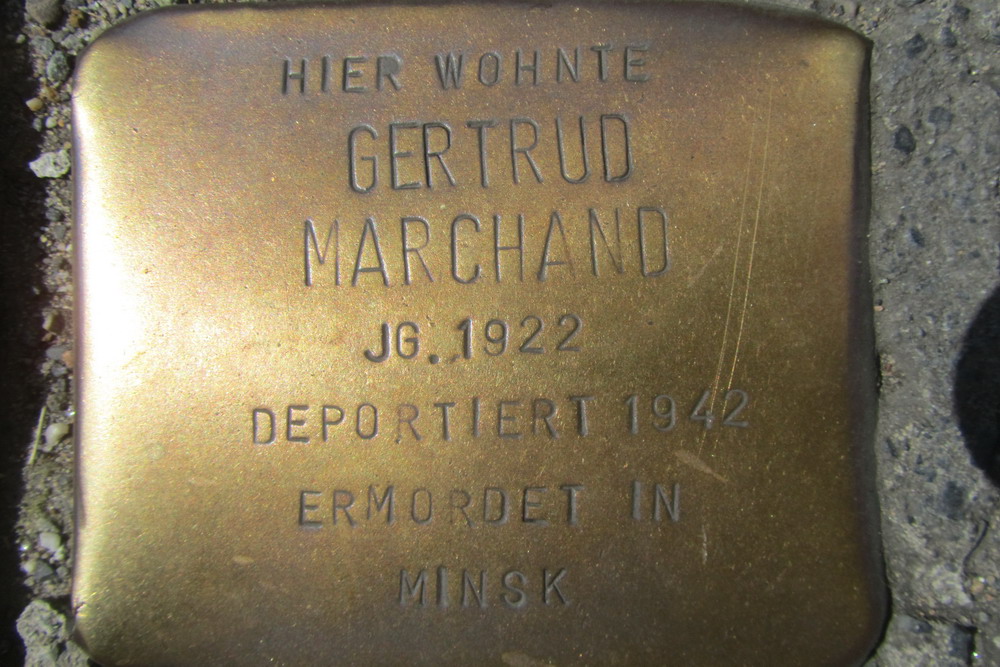 HIER WOHNTE
GERTRUD
MARCHAND
JG. 1922
DEPORTIERT 1942
ERMORDET IN
MINSK